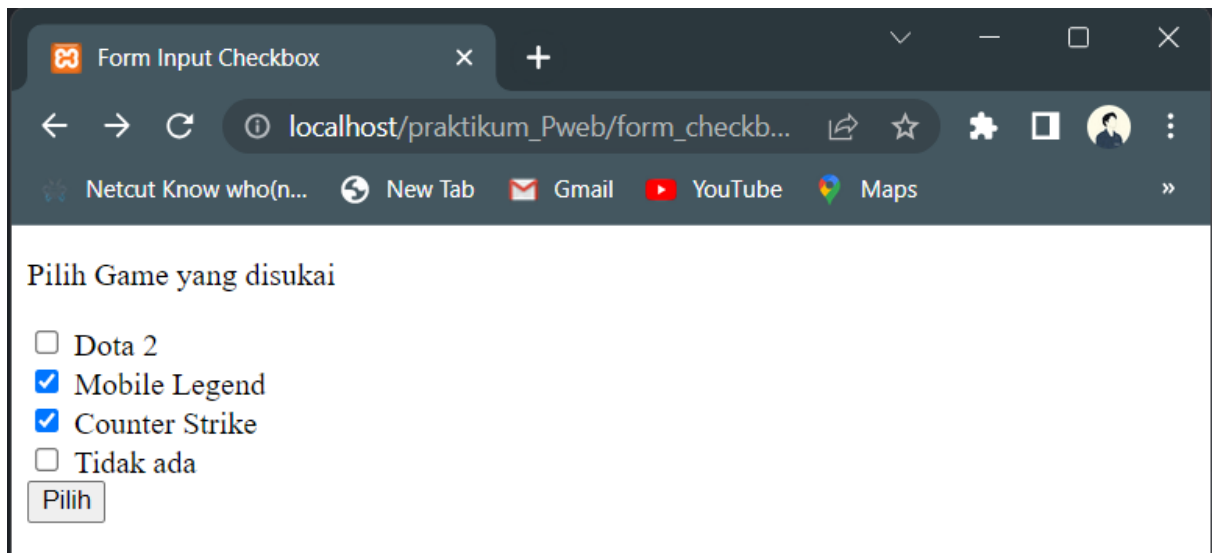 Form Input Checkbox
localhost/praktikum_Pweb/form_checkb...
Netcut Know who(n... New Tab Gmail YouTube Maps
Pilih Game yang disukai
Dota 2
Mobile Legend
Counter Strike
Tidak ada
Pilih